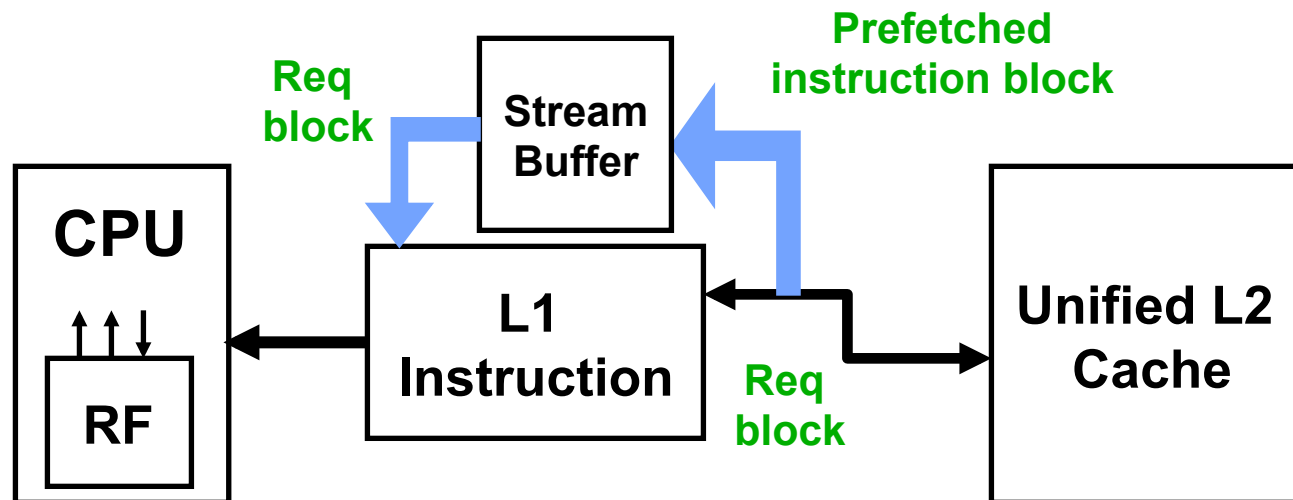 Prefetched
instruction block
Req
block
Stream
Buffer
CPU
RF
L1
Instruction
Req
block
Unified L2
Cache